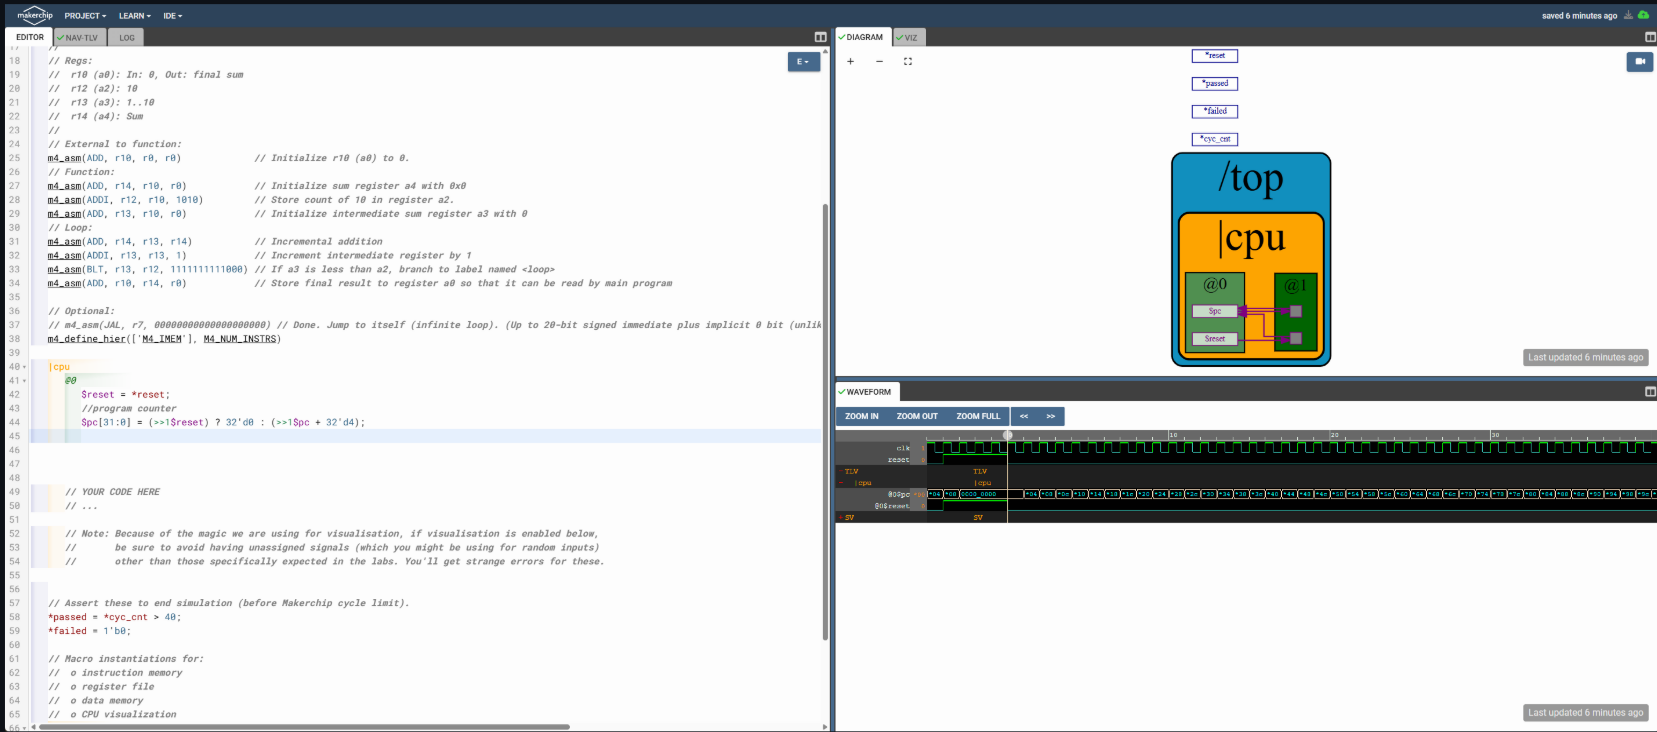 makerchip PROJECT LEARN IDE saved 6 minutes ago
EDITOR NAV-TLV LOG
17 //
18 // Regs:
19 //  r10 (a0): In: 0, Out: final sum
20 //  r12 (a2): 10
21 //  r13 (a3): 1..10
22 //  r14 (a4): Sum
23 //
24 // External to function:
25 m4_asm(ADD, r10, r0, r0)             // Initialize r10 (a0) to 0.
26 // Function:
27 m4_asm(ADD, r14, r10, r0)            // Initialize sum register a4 with 0x0
28 m4_asm(ADDI, r12, r10, 1010)         // Store count of 10 in register a2.
29 m4_asm(ADD, r13, r10, r0)            // Initialize intermediate sum register a3 with 0
30 // Loop:
31 m4_asm(ADD, r14, r13, r14)           // Incremental addition
32 m4_asm(ADDI, r13, r13, 1)            // Increment intermediate register by 1
33 m4_asm(BLT, r13, r12, 1111111111000) // If a3 is less than a2, branch to label named <loop>
34 m4_asm(ADD, r10, r14, r0)            // Store final result to register a0 so that it can be read by main program
35
36 // Optional:
37 // m4_asm(JAL, r7, 00000000000000000000) // Done. Jump to itself (infinite loop). (Up to 20-bit signed immediate plus implicit 0 bit (unlik
38 m4_define_hier(['M4_IMEM'], M4_NUM_INSTRS)
39
40 |cpu
41 @0
42 $reset = *reset;
43 //program counter
44 $pc[31:0] = (>>1$reset) ? 32'd0 : (>>1$pc + 32'd4);
45
46
47
48
49 // YOUR CODE HERE
50 // ...
51
52 // Note: Because of the magic we are using for visualisation, if visualisation is enabled below,
53 //       be sure to avoid having unassigned signals (which you might be using for random inputs)
54 //       other than those specifically expected in the labs. You'll get strange errors for these.
55
56
57 // Assert these to end simulation (before Makerchip cycle limit).
58 *passed = *cyc_cnt > 40;
59 *failed = 1'b0;
60
61 // Macro instantiations for:
62 //  o instruction memory
63 //  o register file
64 //  o data memory
65 //  o CPU visualization
66
E
DIAGRAM VIZ
*reset
*passed
*failed
*cyc_cnt
/top
|cpu
@0 @1
$pc
$reset
Last updated 6 minutes ago
WAVEFORM
ZOOM IN ZOOM OUT ZOOM FULL << >>
10 20 30
clk
reset
TLV TLV
|cpu |cpu
@0$pc 0000_0000
@0$reset
SV SV
Last updated 6 minutes ago